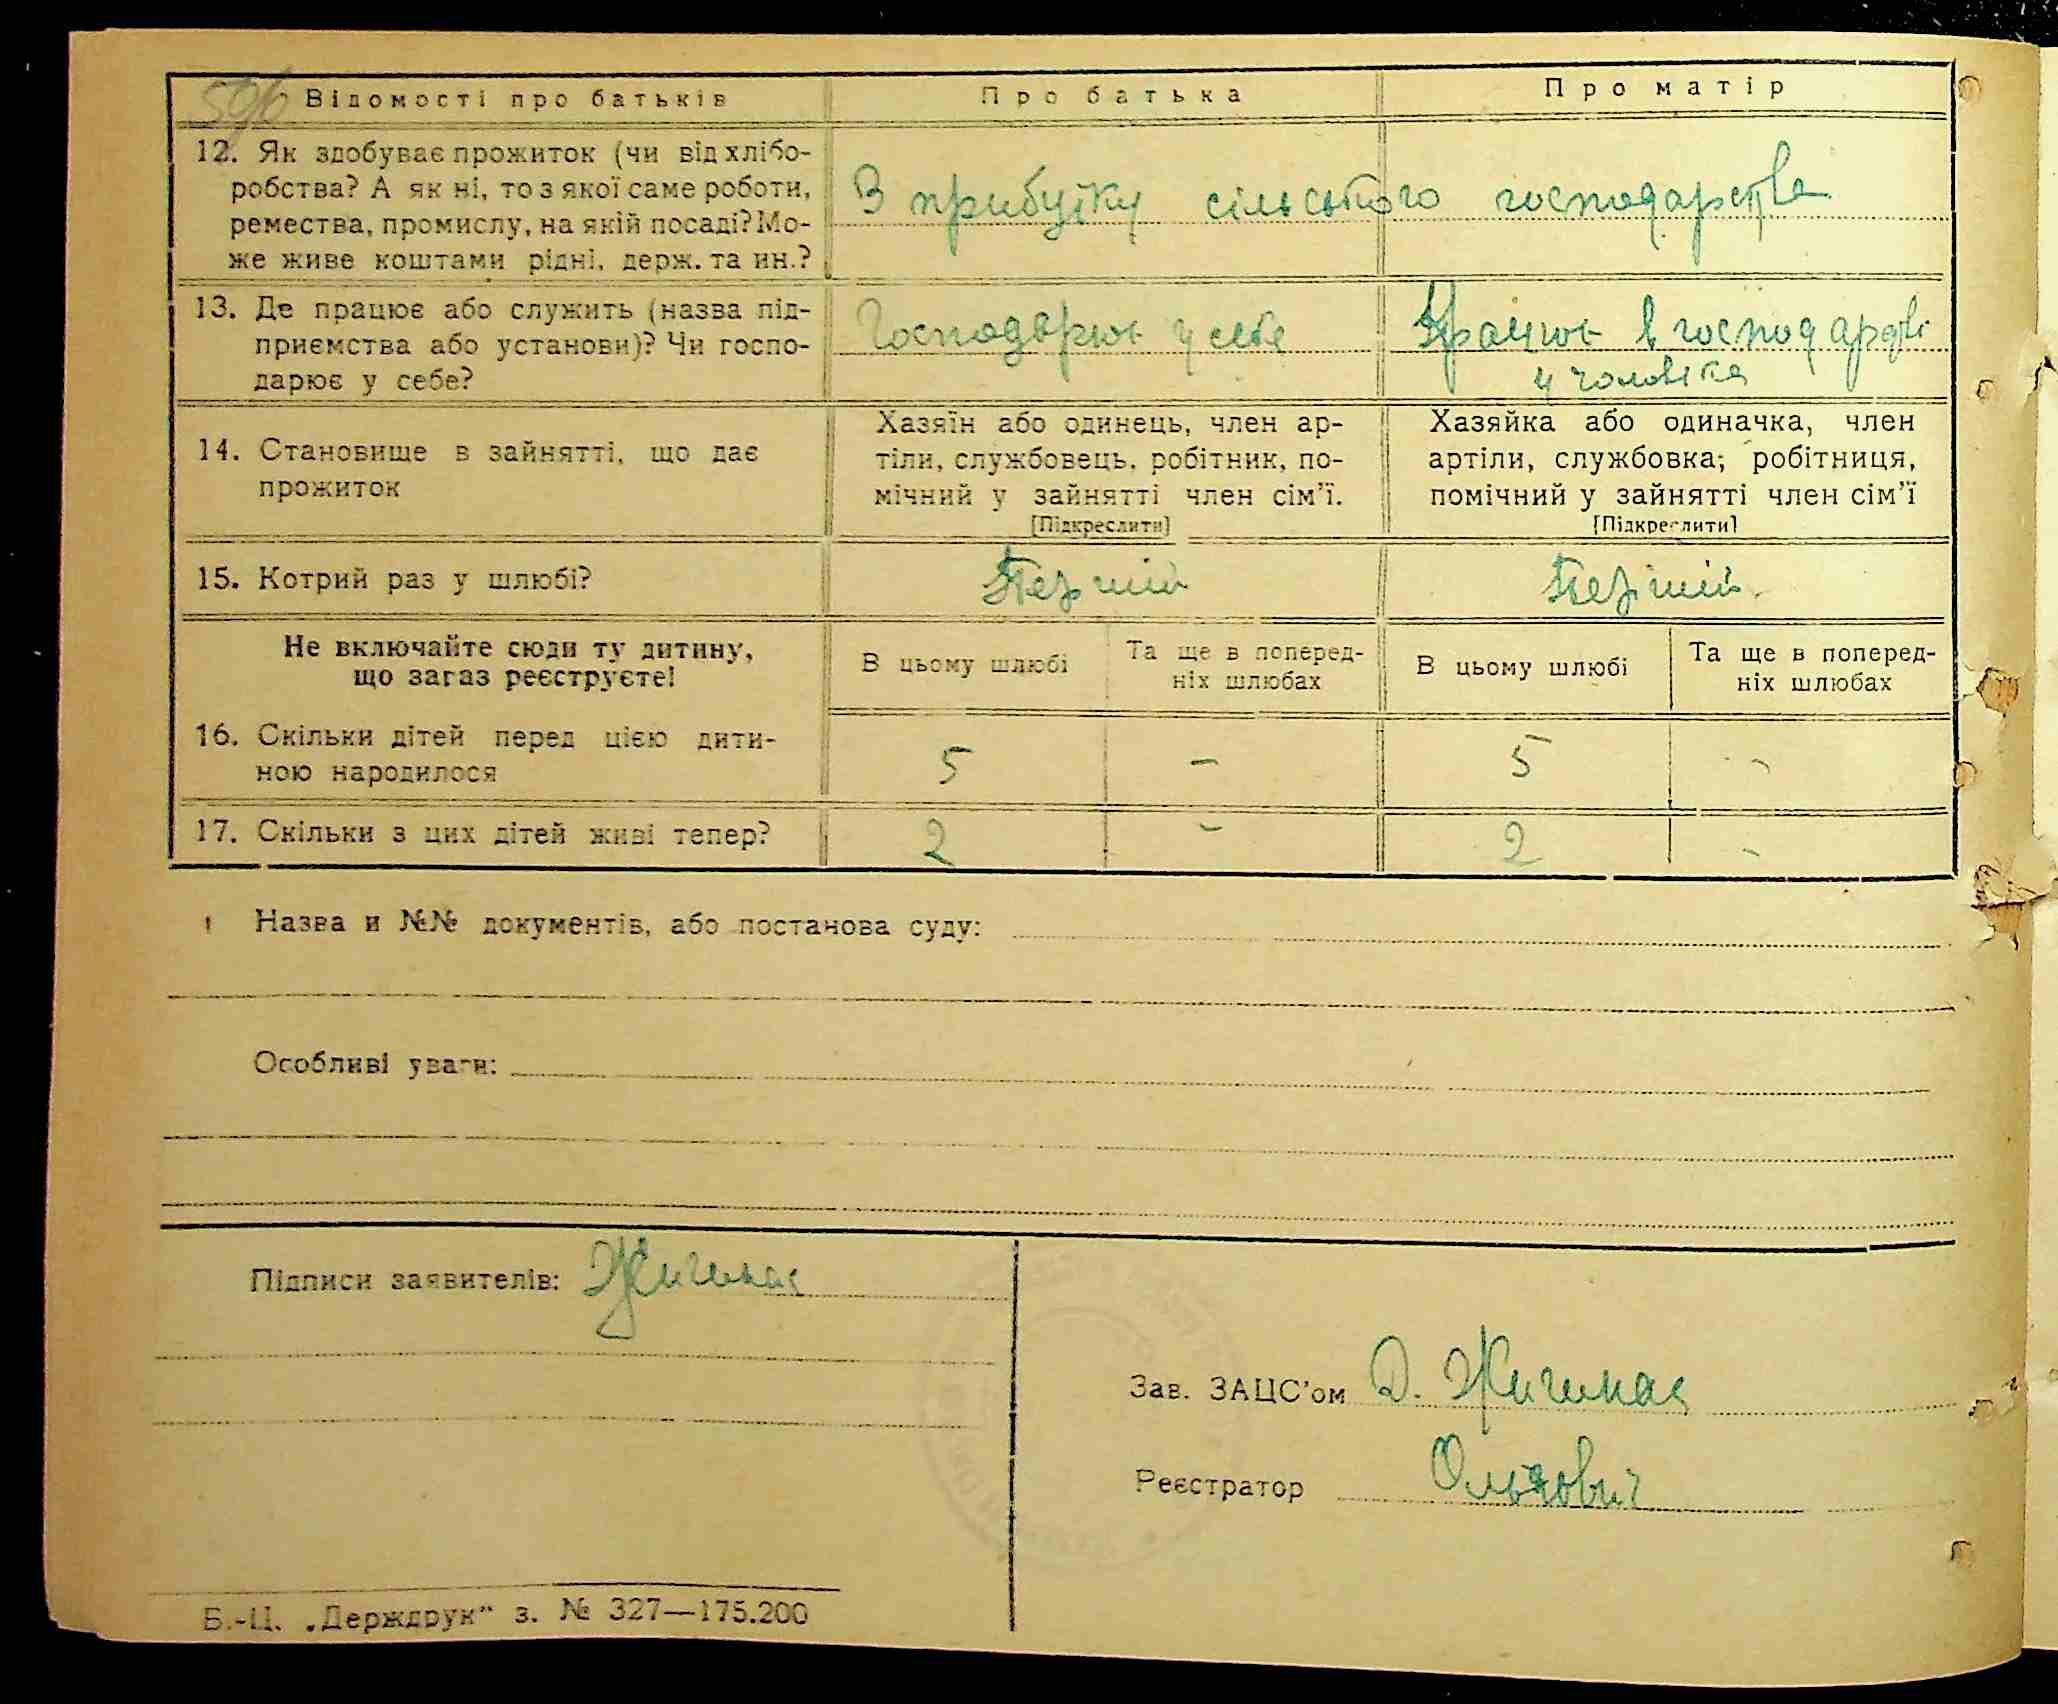 596
Відомості про батьків Про батька Про матір
12. Як здобуває прожиток (чи від хлібо-
робства? А як ні, то з якої саме роботи,
ремества, промислу, на якій посаді? Мо-
же живе коштами рідні, держ. та ин.?
В прибутку сільського господарства
13. Де працює або служить (назва під-
приємства або установи)? Чи госпо-
дарює у себе?
Господарює у себе
Працює в господарстві
у чоловіка
14. Становище в зайнятті, що дає
прожиток
Хазяїн або одинець, член ар-
тіли, службовець, робітник, по-
мічний у зайнятті член сім'ї.
[Підкреслити]
Хазяйка або одиначка, член
артіли, службовка; робітниця,
помічний у зайнятті член сім'ї
[Підкреслити]
15. Котрий раз у шлюбі? Перший Перший
Не включайте сюди ту дитину,
що зараз реєструєте!
В цьому шлюбі
Та ще в поперед-
ніх шлюбах
В цьому шлюбі
Та ще в поперед-
ніх шлюбах
16. Скільки дітей перед цією дити-
ною народилося
5 - 5 -
17. Скільки з цих дітей живі тепер? 2 - 2 -
Назва и №№ документів, або постанова суду:
Особливі уваги:
Підписи заявителів:
Зав. ЗАЦС'ом Д.
Реєстратор
Б.-Ц. „Держдрук" з. № 327—175.200